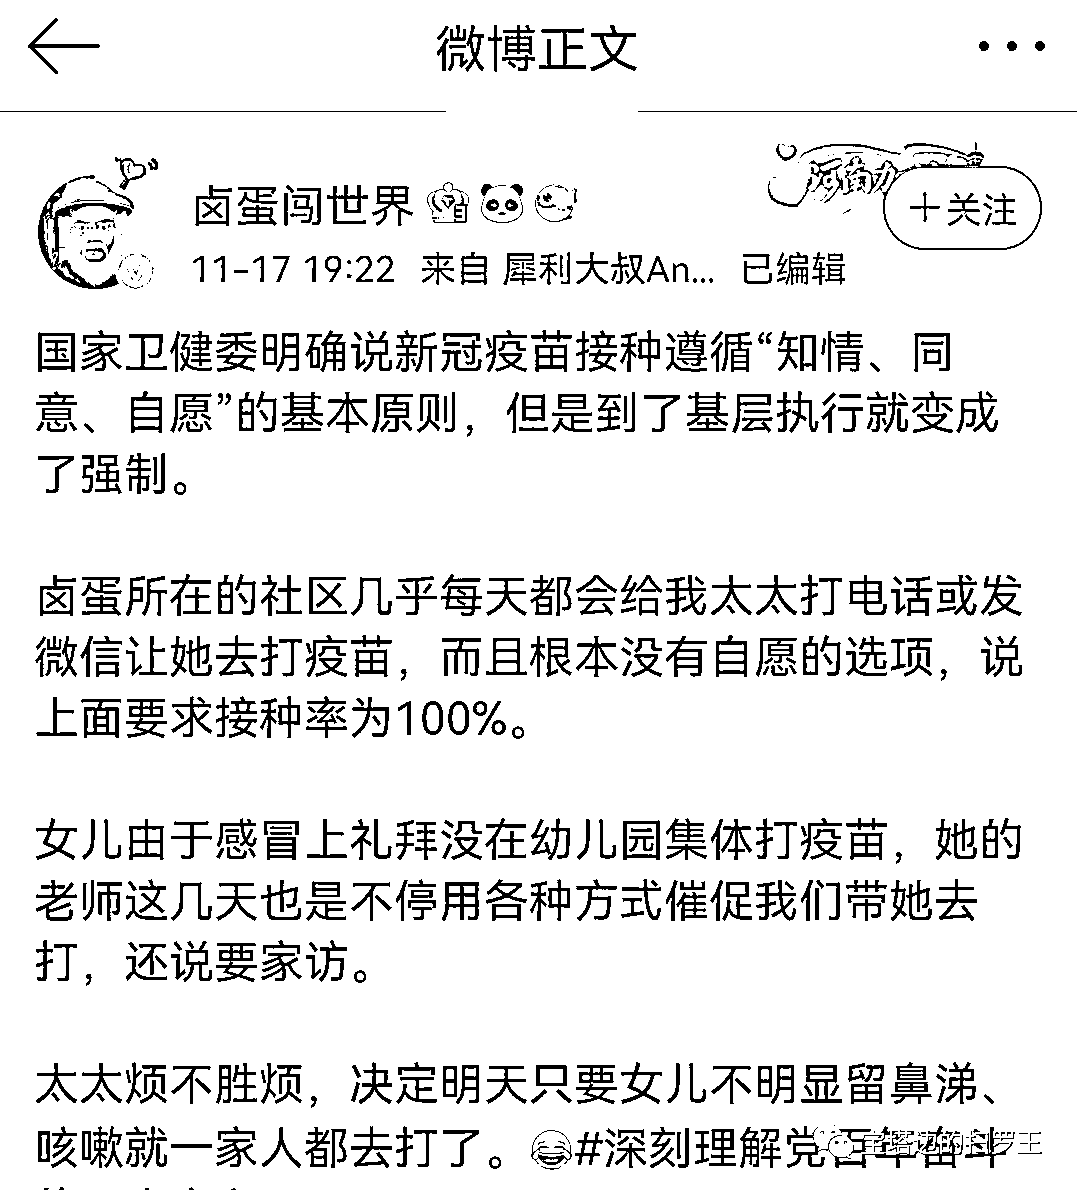 微博正文
河南力
卤蛋闯世界
+关注
11-17 19:22 来自 犀利大叔An... 已编辑
国家卫健委明确说新冠疫苗接种遵循“知情、同
意、自愿”的基本原则，但是到了基层执行就变成
了强制。
卤蛋所在的社区几乎每天都会给我太太打电话或发
微信让她去打疫苗，而且根本没有自愿的选项，说
上面要求接种率为100%。
女儿由于感冒上礼拜没在幼儿园集体打疫苗，她的
老师这几天也是不停用各种方式催促我们带她去
打，还说要家访。
太太烦不胜烦，决定明天只要女儿不明显留鼻涕、
咳嗽就一家人都去打了。😂#深刻理解党百年奋斗